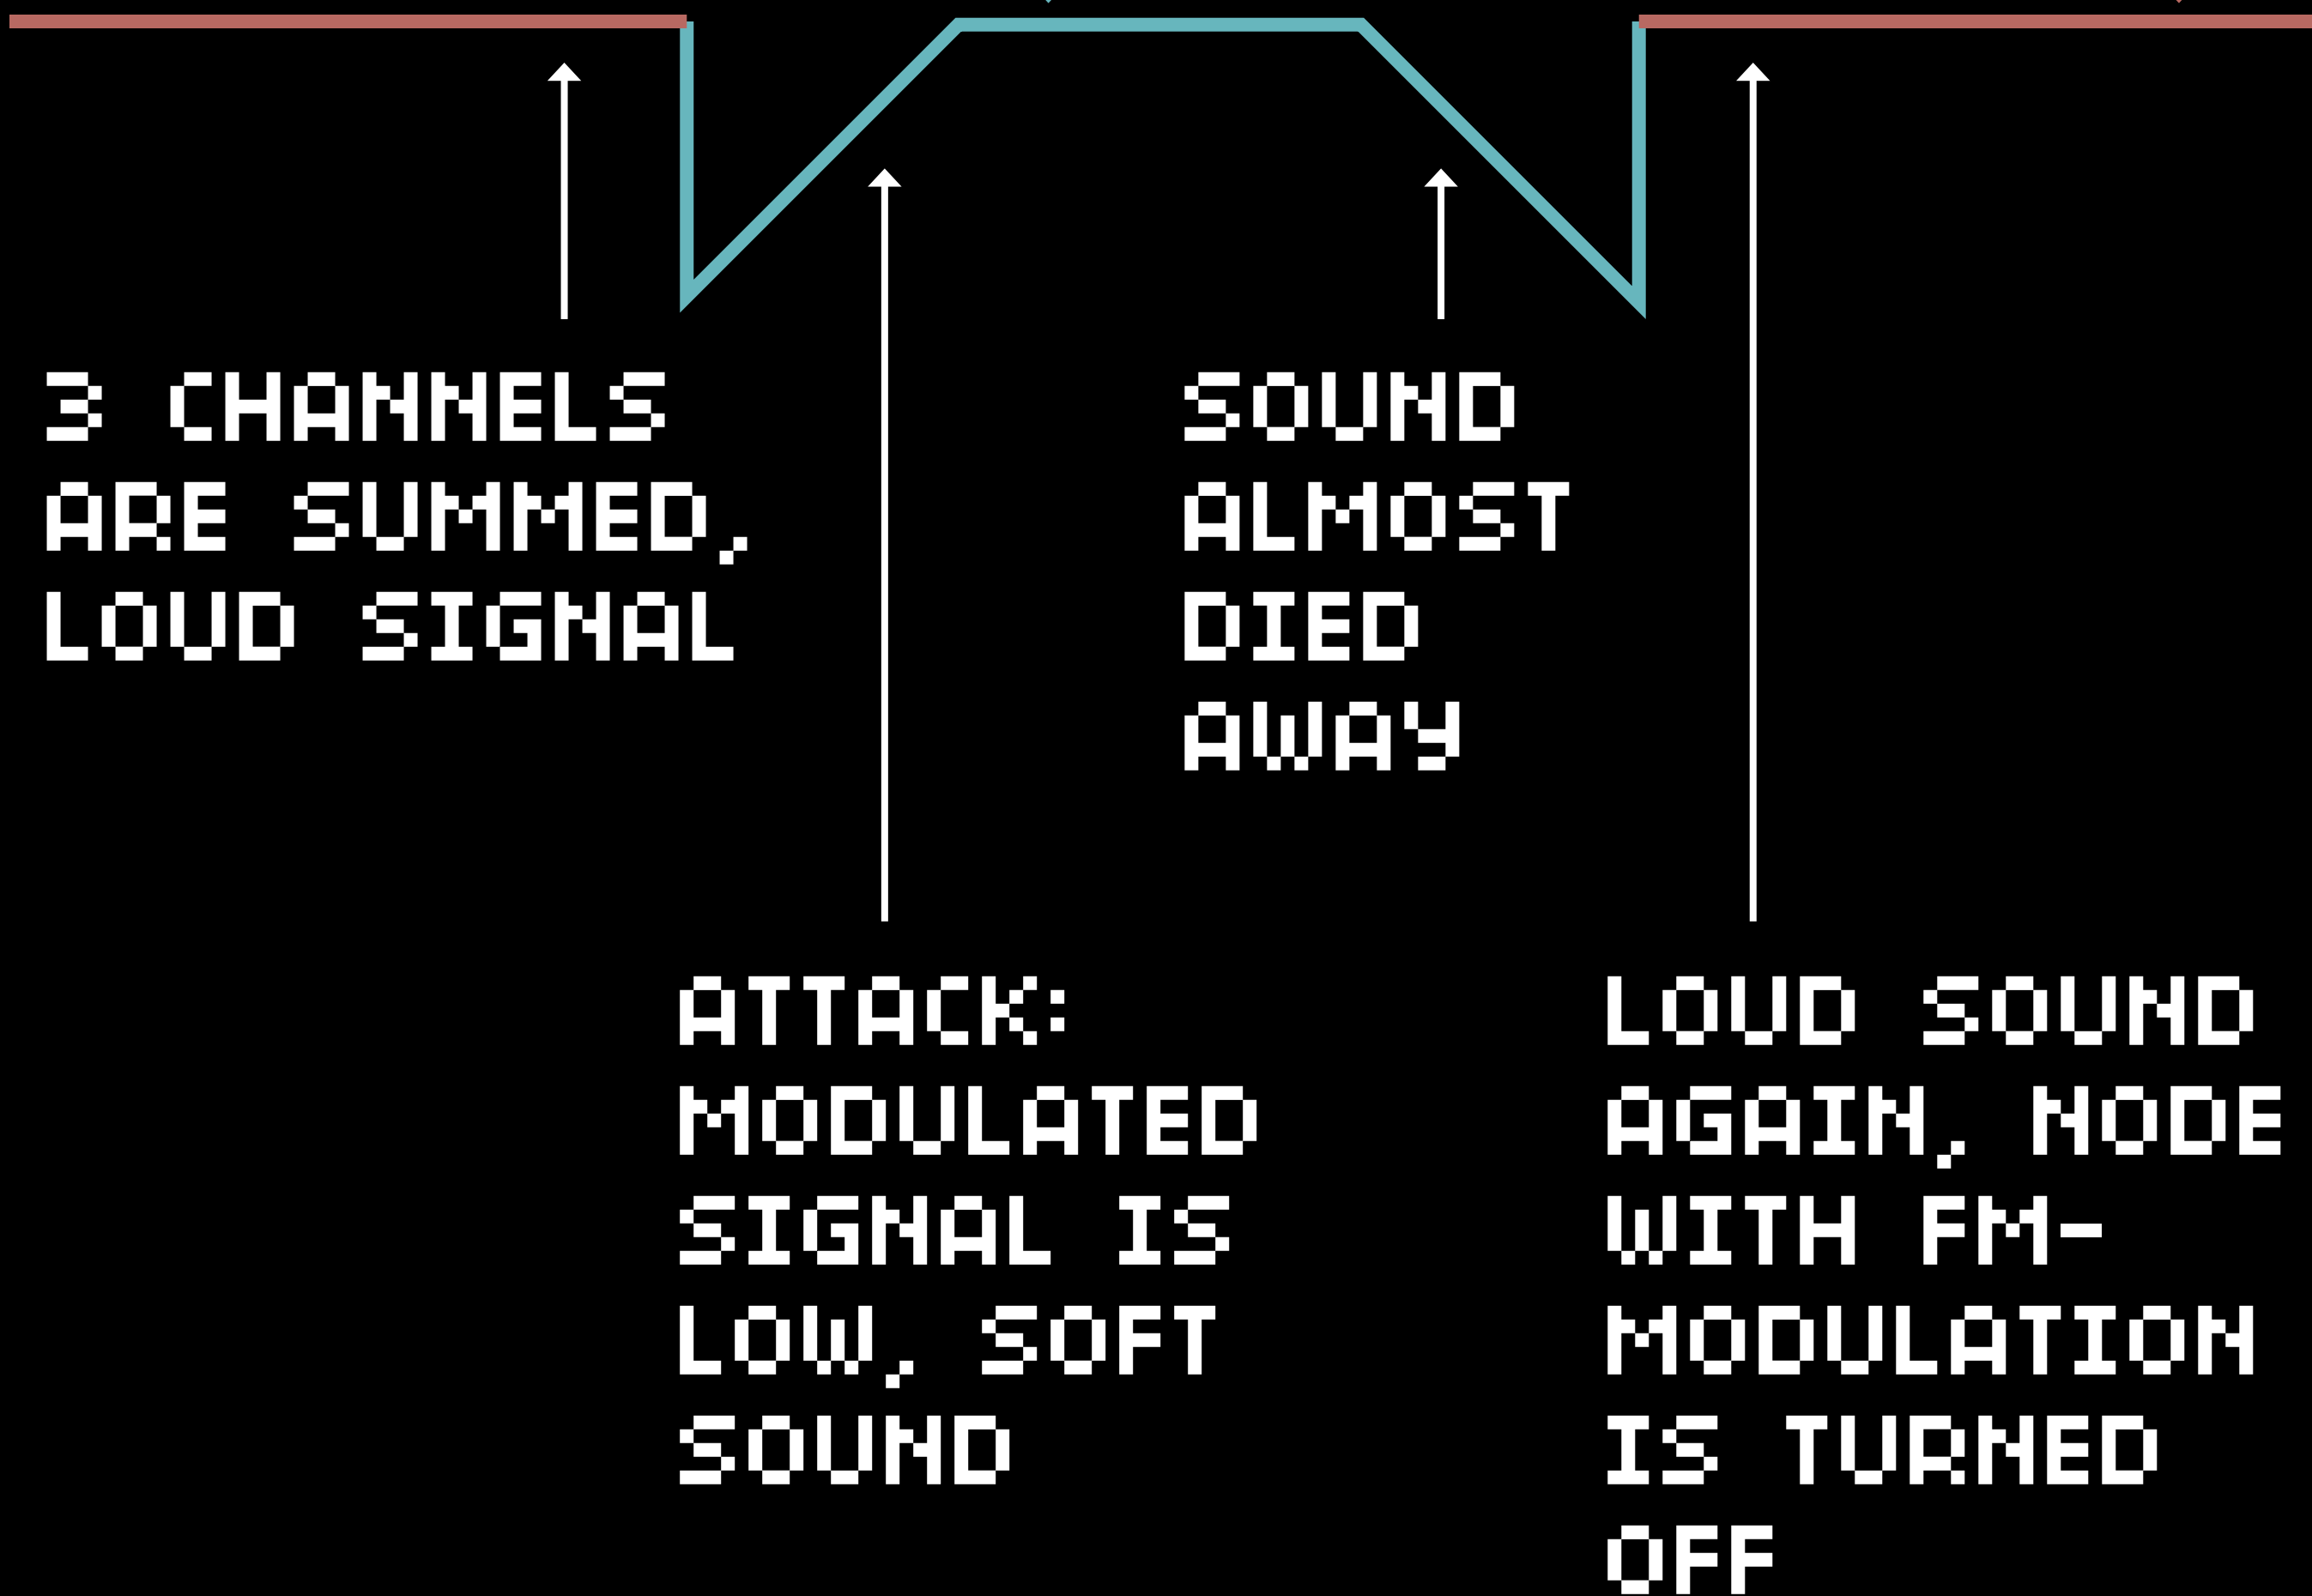 3 CHANNELS
ARE SUMMED,
LOUD SIGNAL
SOUND
ALMOST
DIED
AWAY
ATTACK:
MODULATED
SIGNAL IS
LOW, SOFT
SOUND
LOUD SOUND
AGAIN, NODE
WITH FM-
MODULATION
IS TURNED
OFF